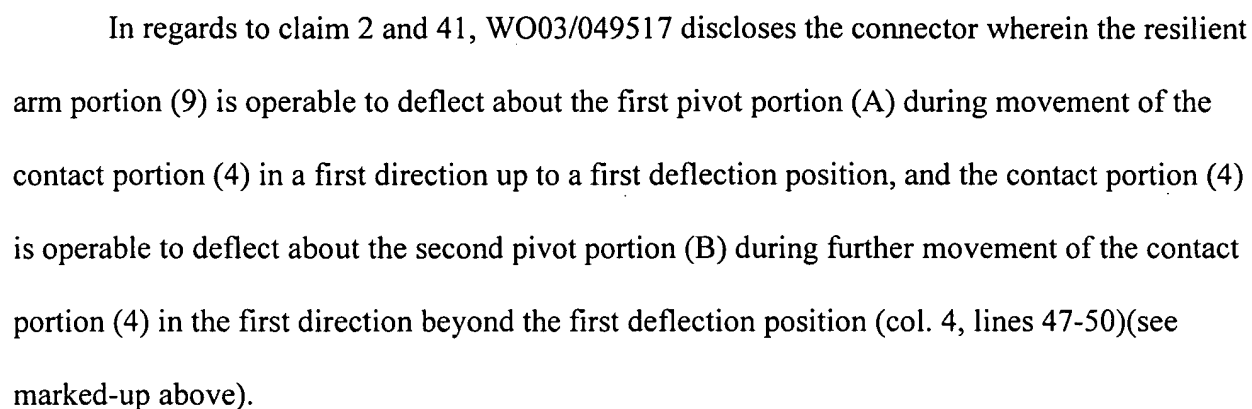 In regards to claim 2 and 41, WO03/049517 discloses the connector wherein the resilient
arm portion (9) is operable to deflect about the first pivot portion (A) during movement of the
contact portion (4) in a first direction up to a first deflection position, and the contact portion (4)
is operable to deflect about the second pivot portion (B) during further movement of the contact
portion (4) in the first direction beyond the first deflection position (col. 4, lines 47-50)(see
marked-up above).